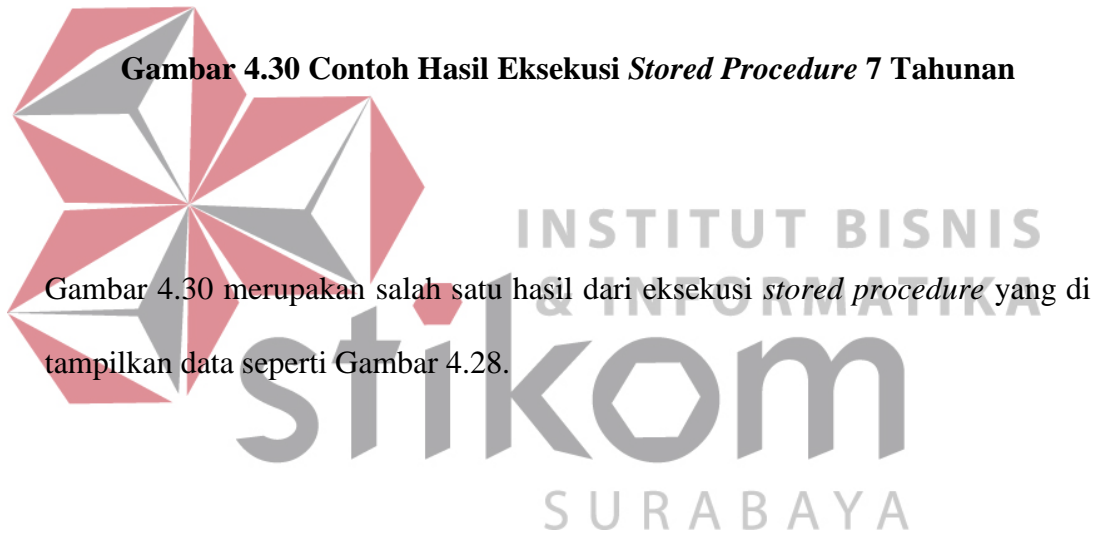 Gambar 4.30 Contoh Hasil Eksekusi Stored Procedure 7 Tahunan
INSTITUT BISNIS
& INFORMATIKA
Gambar 4.30 merupakan salah satu hasil dari eksekusi stored procedure yang di
tampilkan data seperti Gambar 4.28.
stikom
SURABAYA